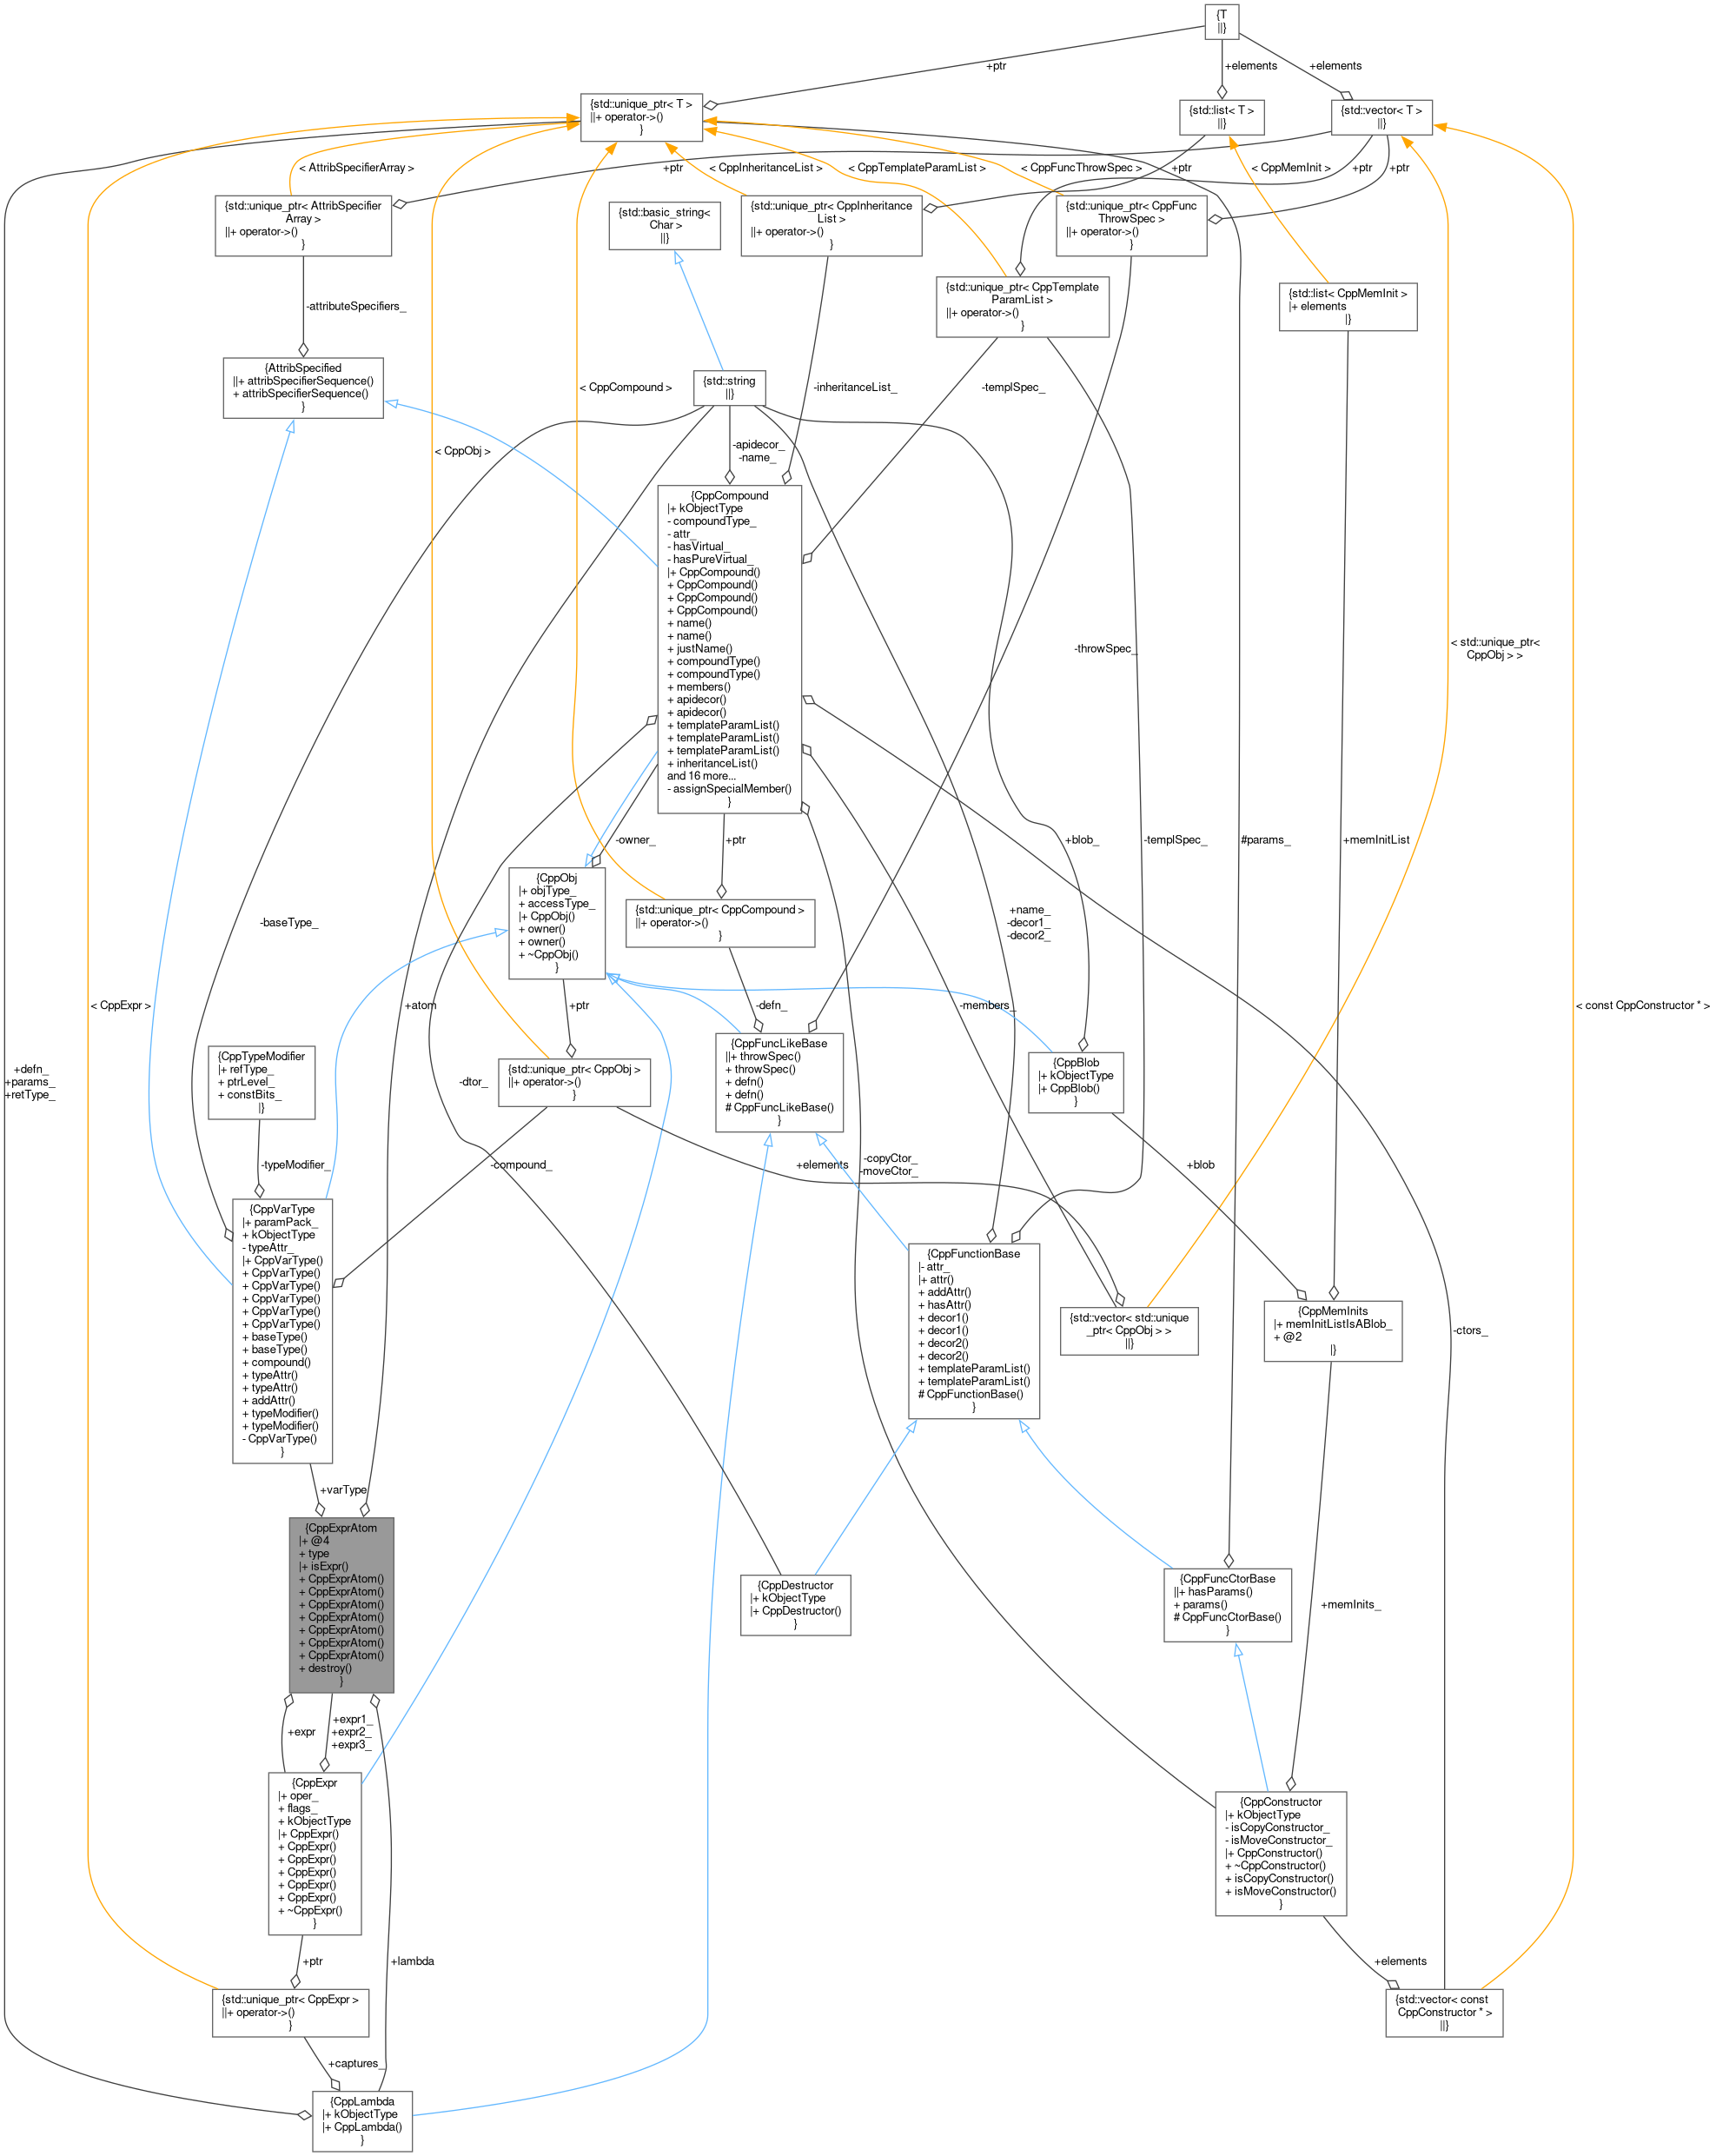 {T
||}
+ptr
+elements
+elements
{std::unique_ptr< T >
||+ operator->()
}
{std::list< T >
||}
{std::vector< T >
||}
< AttribSpecifierArray >
+ptr
< CppInheritanceList >
< CppTemplateParamList >
< CppFuncThrowSpec >
+ptr
< CppMemInit >
+ptr
+ptr
{std::unique_ptr< AttribSpecifier
Array >
||+ operator->()
}
{std::basic_string<
Char >
||}
{std::unique_ptr< CppInheritance
List >
||+ operator->()
}
{std::unique_ptr< CppFunc
ThrowSpec >
||+ operator->()
}
{std::unique_ptr< CppTemplate
ParamList >
||+ operator->()
}
{std::list< CppMemInit >
|+ elements
|}
-attributeSpecifiers_
{AttribSpecified
||+ attribSpecifierSequence()
+ attribSpecifierSequence()
}
{std::string
||}
< CppCompound >
-inheritanceList_
-templSpec_
< CppObj >
-apidecor_
-name_
{CppCompound
|+ kObjectType
- compoundType_
- attr_
- hasVirtual_
- hasPureVirtual_
|+ CppCompound()
+ CppCompound()
+ CppCompound()
+ CppCompound()
+ name()
+ name()
+ justName()
+ compoundType()
+ compoundType()
+ members()
+ apidecor()
+ apidecor()
+ templateParamList()
+ templateParamList()
+ templateParamList()
+ inheritanceList()
and 16 more...
- assignSpecialMember()
}
-throwSpec_
< std::unique_ptr<
CppObj > >
-owner_
+ptr
+blob_
-templSpec_
#params_
+memInitList
{CppObj
|+ objType_
+ accessType_
|+ CppObj()
+ owner()
+ owner()
+ ~CppObj()
}
{std::unique_ptr< CppCompound >
||+ operator->()
}
-baseType_
+name_
-decor1_
-decor2_
< CppExpr >
+atom
+ptr
-defn_
-members_
< const CppConstructor * >
{CppTypeModifier
|+ refType_
+ ptrLevel_
+ constBits_
|}
{CppFuncLikeBase
||+ throwSpec()
+ throwSpec()
+ defn()
+ defn()
# CppFuncLikeBase()
}
{CppBlob
|+ kObjectType
|+ CppBlob()
}
+defn_
+params_
+retType_
-dtor_
{std::unique_ptr< CppObj >
||+ operator->()
}
-typeModifier_
-compound_
+elements
-copyCtor_
-moveCtor_
+blob
{CppVarType
|+ paramPack_
+ kObjectType
- typeAttr_
|+ CppVarType()
+ CppVarType()
+ CppVarType()
+ CppVarType()
+ CppVarType()
+ CppVarType()
+ baseType()
+ baseType()
+ compound()
+ typeAttr()
+ typeAttr()
+ addAttr()
+ typeModifier()
+ typeModifier()
- CppVarType()
}
{CppFunctionBase
|- attr_
|+ attr()
+ addAttr()
+ hasAttr()
+ decor1()
+ decor1()
+ decor2()
+ decor2()
+ templateParamList()
+ templateParamList()
# CppFunctionBase()
}
{std::vector< std::unique
_ptr< CppObj > >
||}
{CppMemInits
|+ memInitListIsABlob_
+ @2
|}
-ctors_
+varType
{CppExprAtom
|+ @4
+ type
|+ isExpr()
+ CppExprAtom()
+ CppExprAtom()
+ CppExprAtom()
+ CppExprAtom()
+ CppExprAtom()
+ CppExprAtom()
+ CppExprAtom()
+ destroy()
}
{CppDestructor
|+ kObjectType
|+ CppDestructor()
}
{CppFuncCtorBase
||+ hasParams()
+ params()
# CppFuncCtorBase()
}
+memInits_
+expr
+expr1_
+expr2_
+expr3_
{CppExpr
|+ oper_
+ flags_
+ kObjectType
|+ CppExpr()
+ CppExpr()
+ CppExpr()
+ CppExpr()
+ CppExpr()
+ CppExpr()
+ ~CppExpr()
}
{CppConstructor
|+ kObjectType
- isCopyConstructor_
- isMoveConstructor_
|+ CppConstructor()
+ ~CppConstructor()
+ isCopyConstructor()
+ isMoveConstructor()
}
+ptr
+lambda
+elements
{std::unique_ptr< CppExpr >
||+ operator->()
}
{std::vector< const
CppConstructor * >
||}
+captures_
{CppLambda
|+ kObjectType
|+ CppLambda()
}